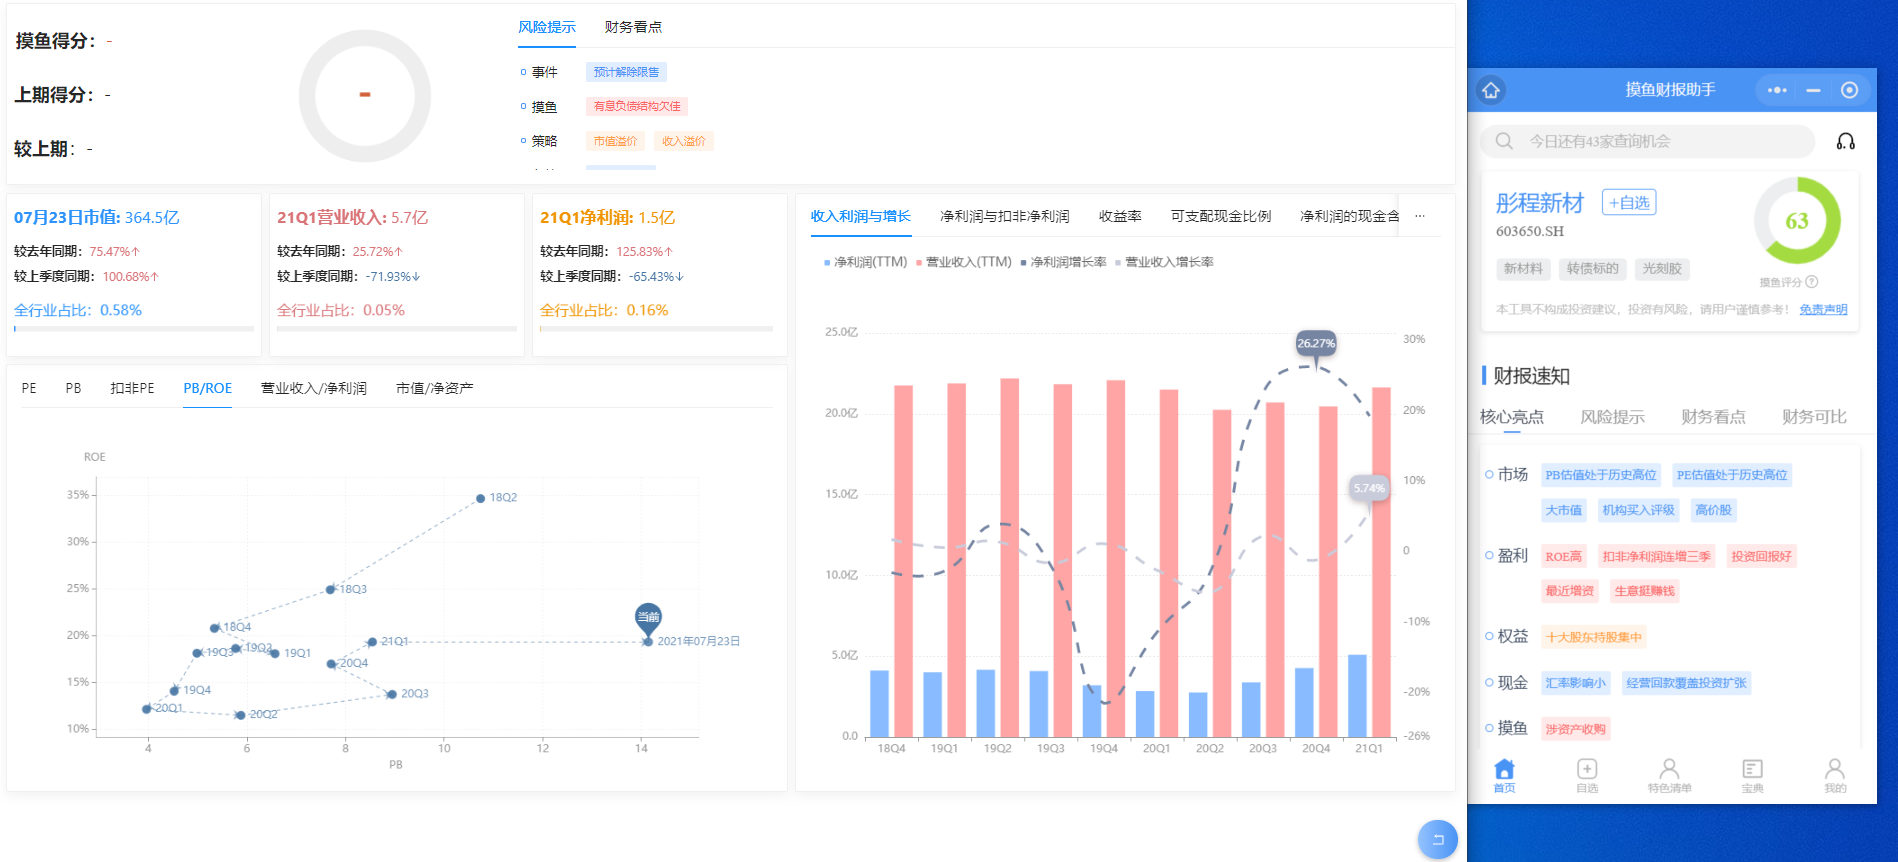 摸鱼得分：-
上期得分：-
较上期：-
-
风险提示 财务看点
事件 预计解除限售
摸鱼 有息负债结构欠佳
策略 市值溢价 收入溢价
07月23日市值: 364.5亿
较去年同期：75.47%↑
较上季度同期：100.68%↑
全行业占比：0.58%
21Q1营业收入: 5.7亿
较去年同期：25.72%↑
较上季度同期：-71.93%↓
全行业占比：0.05%
21Q1净利润: 1.5亿
较去年同期：125.83%↑
较上季度同期：-65.43%↓
全行业占比：0.16%
PE PB 扣非PE PB/ROE 营业收入/净利润 市值/净资产
ROE
35%
30%
25%
20%
15%
10%
18Q2
18Q3
18Q4
19Q1
19Q2
19Q3
19Q4
20Q1
20Q2
20Q3
20Q4
21Q1
当前
2021年07月23日
4 6 8 10 12 14
PB
收入利润与增长 净利润与扣非净利润 收益率 可支配现金比例 净利润的现金含 ...
净利润(TTM) 营业收入(TTM) 净利润增长率 营业收入增长率
25.0亿
20.0亿
15.0亿
10.0亿
5.0亿
0.0
30%
20%
10%
0
-10%
-20%
-26%
26.27%
5.74%
18Q4 19Q1 19Q2 19Q3 19Q4 20Q1 20Q2 20Q3 20Q4 21Q1
摸鱼财报助手
今日还有43家查询机会
彤程新材 +自选
603650.SH
新材料 转债标的 光刻胶
63
摸鱼评分 ?
本工具不构成投资建议，投资有风险，请用户谨慎参考！ 免责声明
财报速知
核心亮点 风险提示 财务看点 财务可比
市场 PB估值处于历史高位 PE估值处于历史高位
大市值 机构买入评级 高价股
盈利 ROE高 扣非净利润连增三季 投资回报好
最近增资 生意挺赚钱
权益 十大股东持股集中
现金 汇率影响小 经营回款覆盖投资扩张
摸鱼 涉资产收购
首页 自选 特色清单 宝典 我的